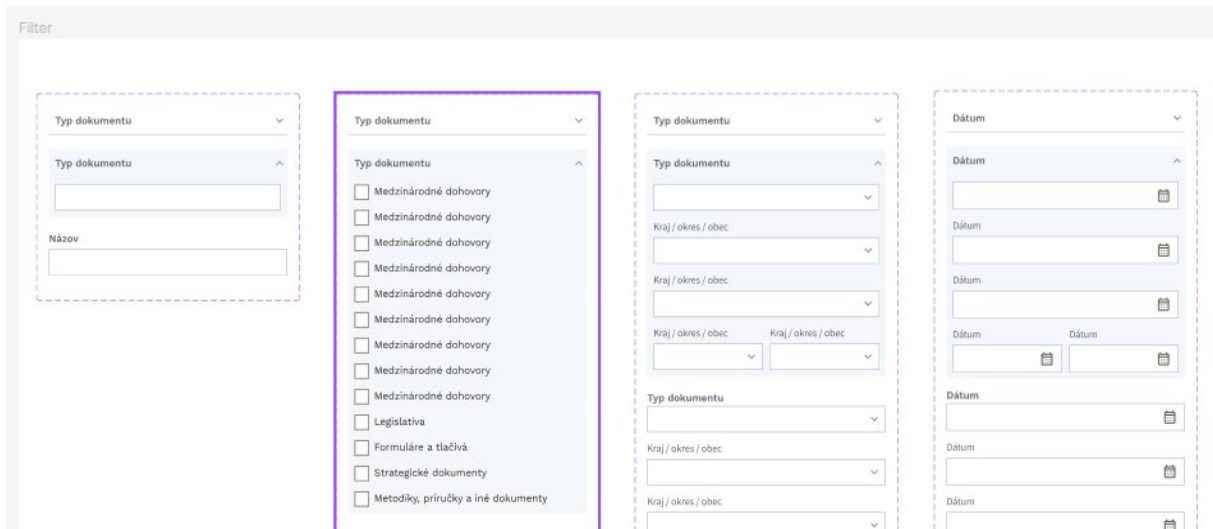 Filter
Typ dokumentu
Typ dokumentu
Názov
Typ dokumentu
Typ dokumentu
Medzinárodné dohovory
Medzinárodné dohovory
Medzinárodné dohovory
Medzinárodné dohovory
Medzinárodné dohovory
Medzinárodné dohovory
Medzinárodné dohovory
Medzinárodné dohovory
Medzinárodné dohovory
Legislatíva
Formuláre a tlačivá
Strategické dokumenty
Metodiky, príručky a iné dokumenty
Typ dokumentu
Typ dokumentu
Kraj / okres / obec
Kraj / okres / obec
Kraj / okres / obec Kraj / okres / obec
Typ dokumentu
Kraj / okres / obec
Kraj / okres / obec
Dátum
Dátum
Dátum
Dátum
Dátum Dátum
Dátum
Dátum
Dátum